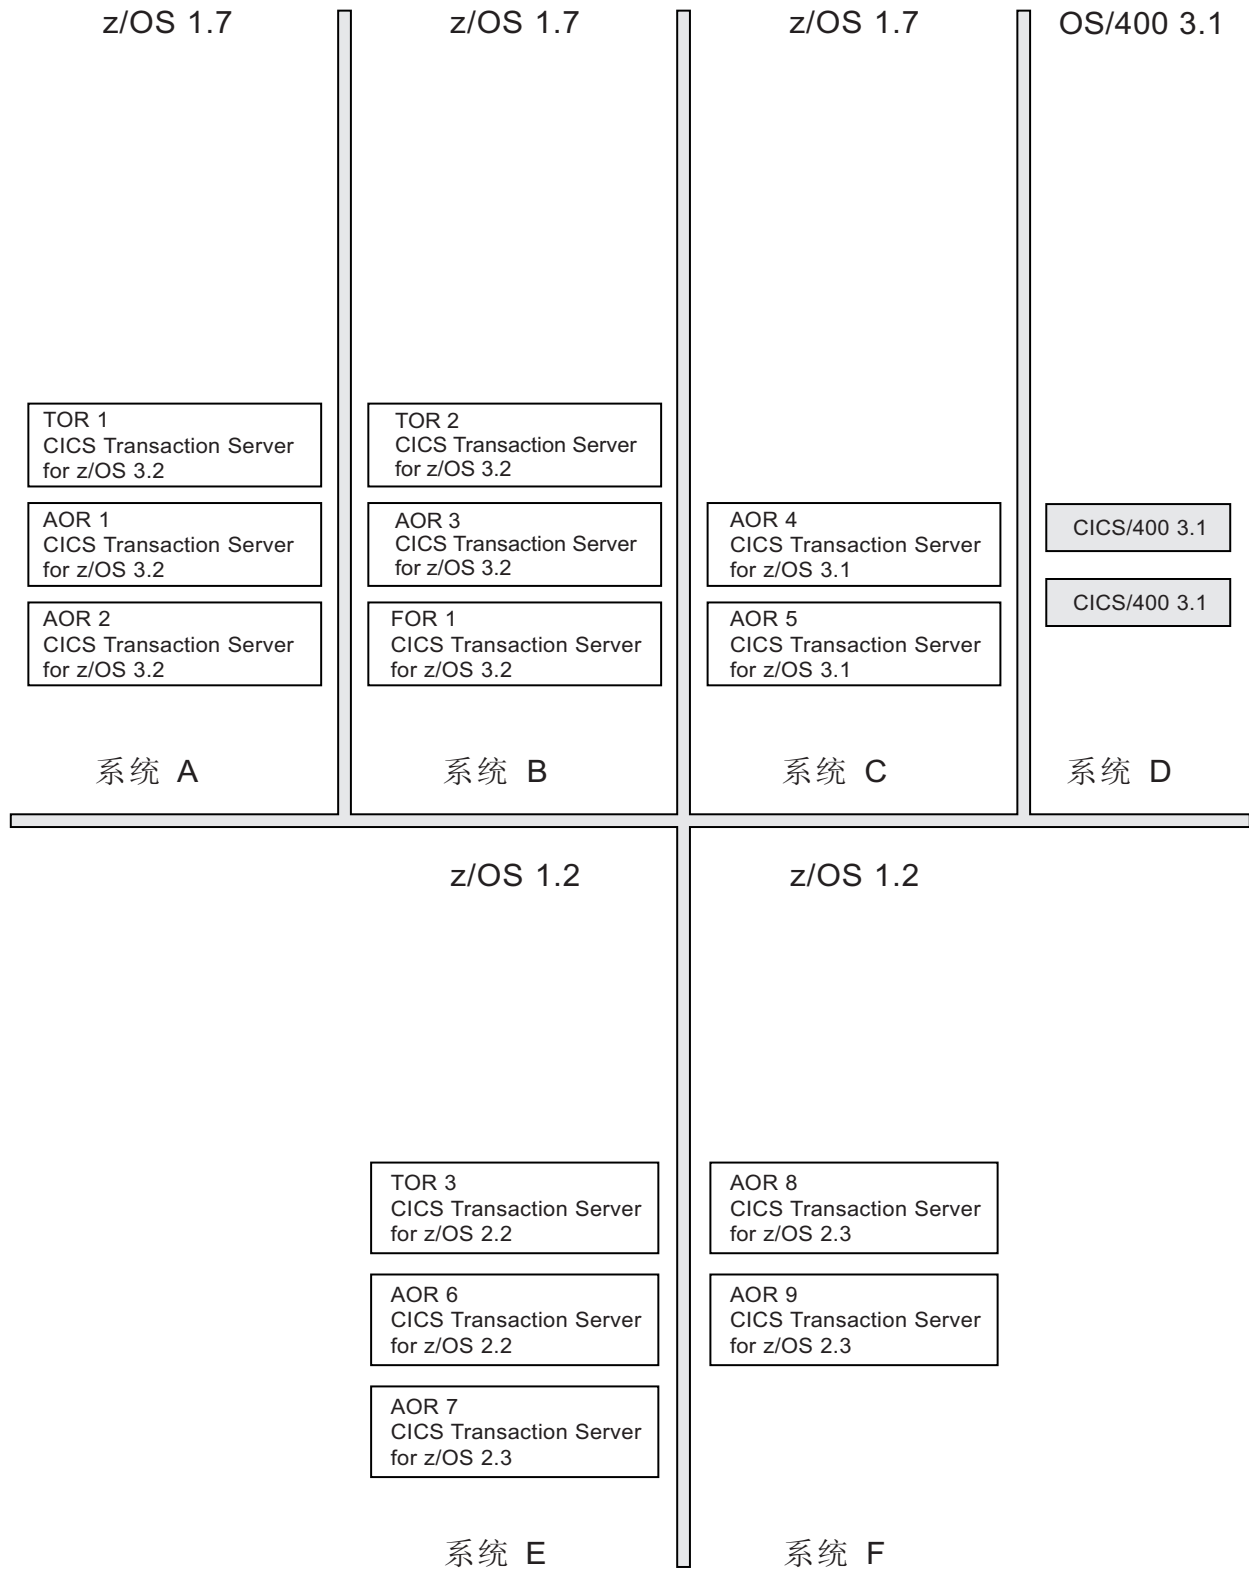 z/OS 1.7
z/OS 1.7
z/OS 1.7
OS/400 3.1
TOR 1
CICS Transaction Server
for z/OS 3.2
AOR 1
CICS Transaction Server
for z/OS 3.2
AOR 2
CICS Transaction Server
for z/OS 3.2
系统 A
TOR 2
CICS Transaction Server
for z/OS 3.2
AOR 3
CICS Transaction Server
for z/OS 3.2
FOR 1
CICS Transaction Server
for z/OS 3.2
系统 B
AOR 4
CICS Transaction Server
for z/OS 3.1
AOR 5
CICS Transaction Server
for z/OS 3.1
系统 C
CICS/400 3.1
CICS/400 3.1
系统 D
z/OS 1.2
z/OS 1.2
TOR 3
CICS Transaction Server
for z/OS 2.2
AOR 6
CICS Transaction Server
for z/OS 2.2
AOR 7
CICS Transaction Server
for z/OS 2.3
系统 E
AOR 8
CICS Transaction Server
for z/OS 2.3
AOR 9
CICS Transaction Server
for z/OS 2.3
系统 F